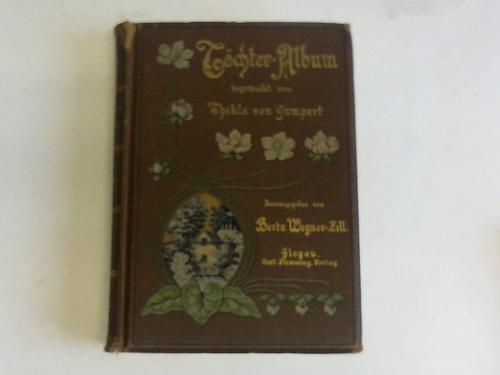 Töchter-Album
begründet von
Thekla von Gumpert
Herausgegeben von
Berta Wegner-Zell.
Glogau,
Carl Flemming, Verlag